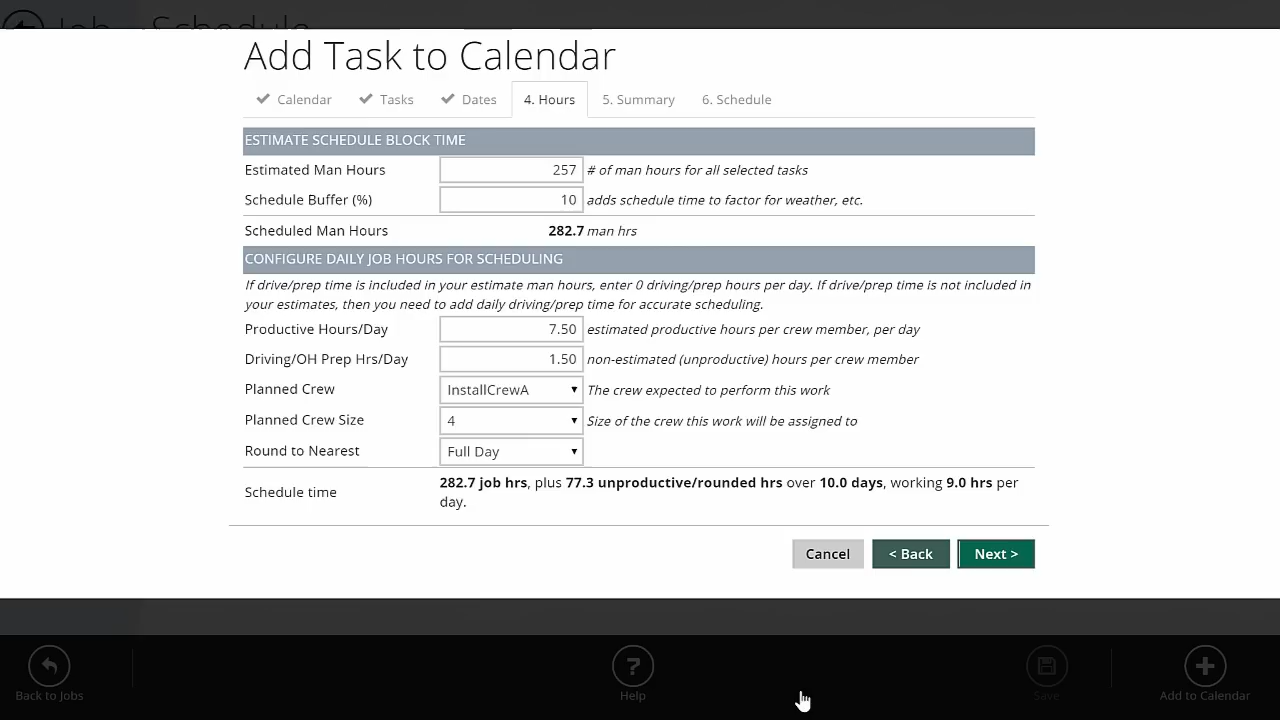 Job - Schedule
Add Task to Calendar
Calendar Tasks Dates 4. Hours 5. Summary 6. Schedule
ESTIMATE SCHEDULE BLOCK TIME
Estimated Man Hours 257 # of man hours for all selected tasks
Schedule Buffer (%) 10 adds schedule time to factor for weather, etc.
Scheduled Man Hours 282.7 man hrs
CONFIGURE DAILY JOB HOURS FOR SCHEDULING
If drive/prep time is included in your estimate man hours, enter 0 driving/prep hours per day. If drive/prep time is not included in
your estimates, then you need to add daily driving/prep time for accurate scheduling.
Productive Hours/Day 7.50 estimated productive hours per crew member, per day
Driving/OH Prep Hrs/Day 1.50 non-estimated (unproductive) hours per crew member
Planned Crew InstallCrewA The crew expected to perform this work
Planned Crew Size 4 Size of the crew this work will be assigned to
Round to Nearest Full Day
Schedule time 282.7 job hrs, plus 77.3 unproductive/rounded hrs over 10.0 days, working 9.0 hrs per
day.
Cancel < Back Next >
Back to Jobs Help Save Add to Calendar